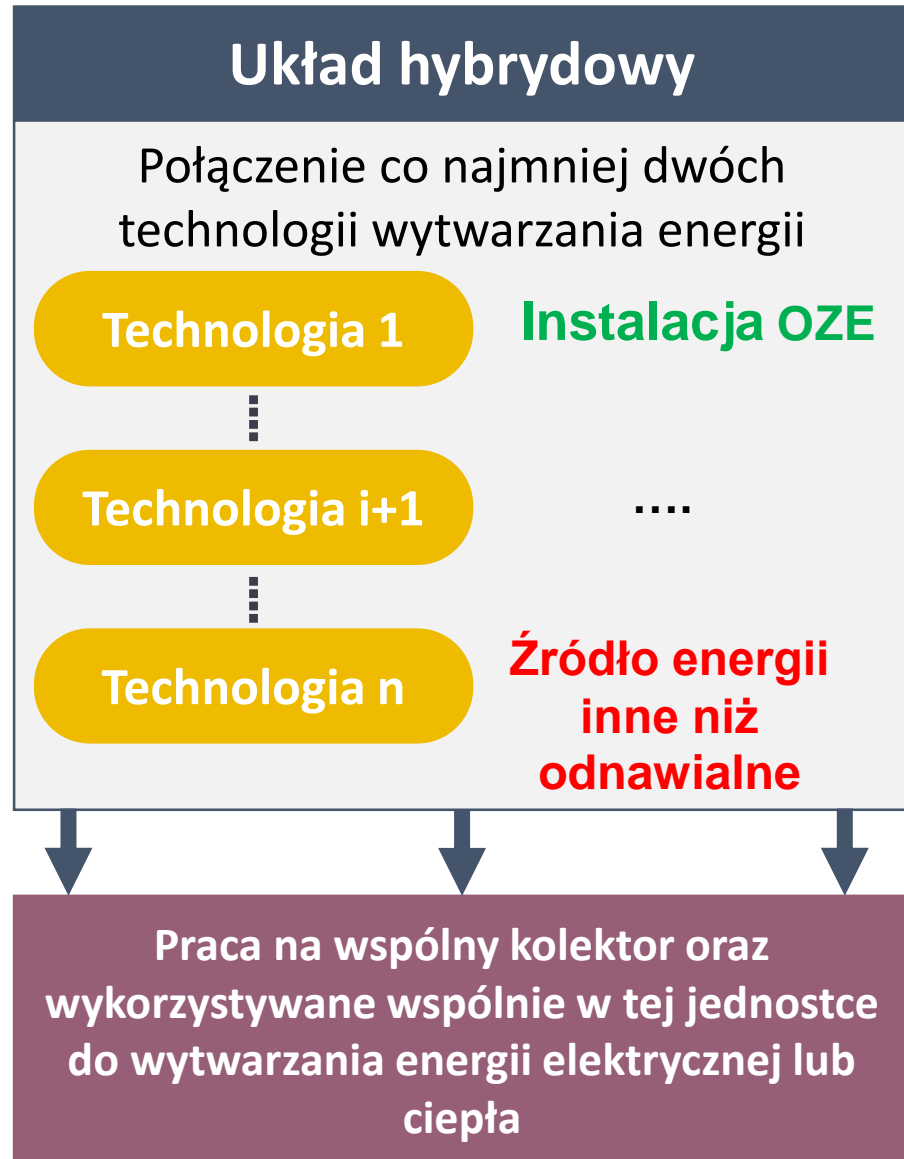 Układ hybrydowy
Połączenie co najmniej dwóch
technologii wytwarzania energii
Technologia 1
Instalacja OZE
Technologia i+1
....
Technologia n
Źródło energii
inne niż
odnawialne
Praca na wspólny kolektor oraz
wykorzystywane wspólnie w tej jednostce
do wytwarzania energii elektrycznej lub
ciepła